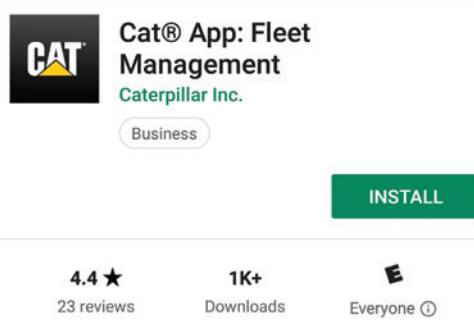 CAT
Cat® App: Fleet
Management
Caterpillar Inc.
Business
INSTALL
4.4 ★
1K+
E
23 reviews
Downloads
Everyone ⓘ